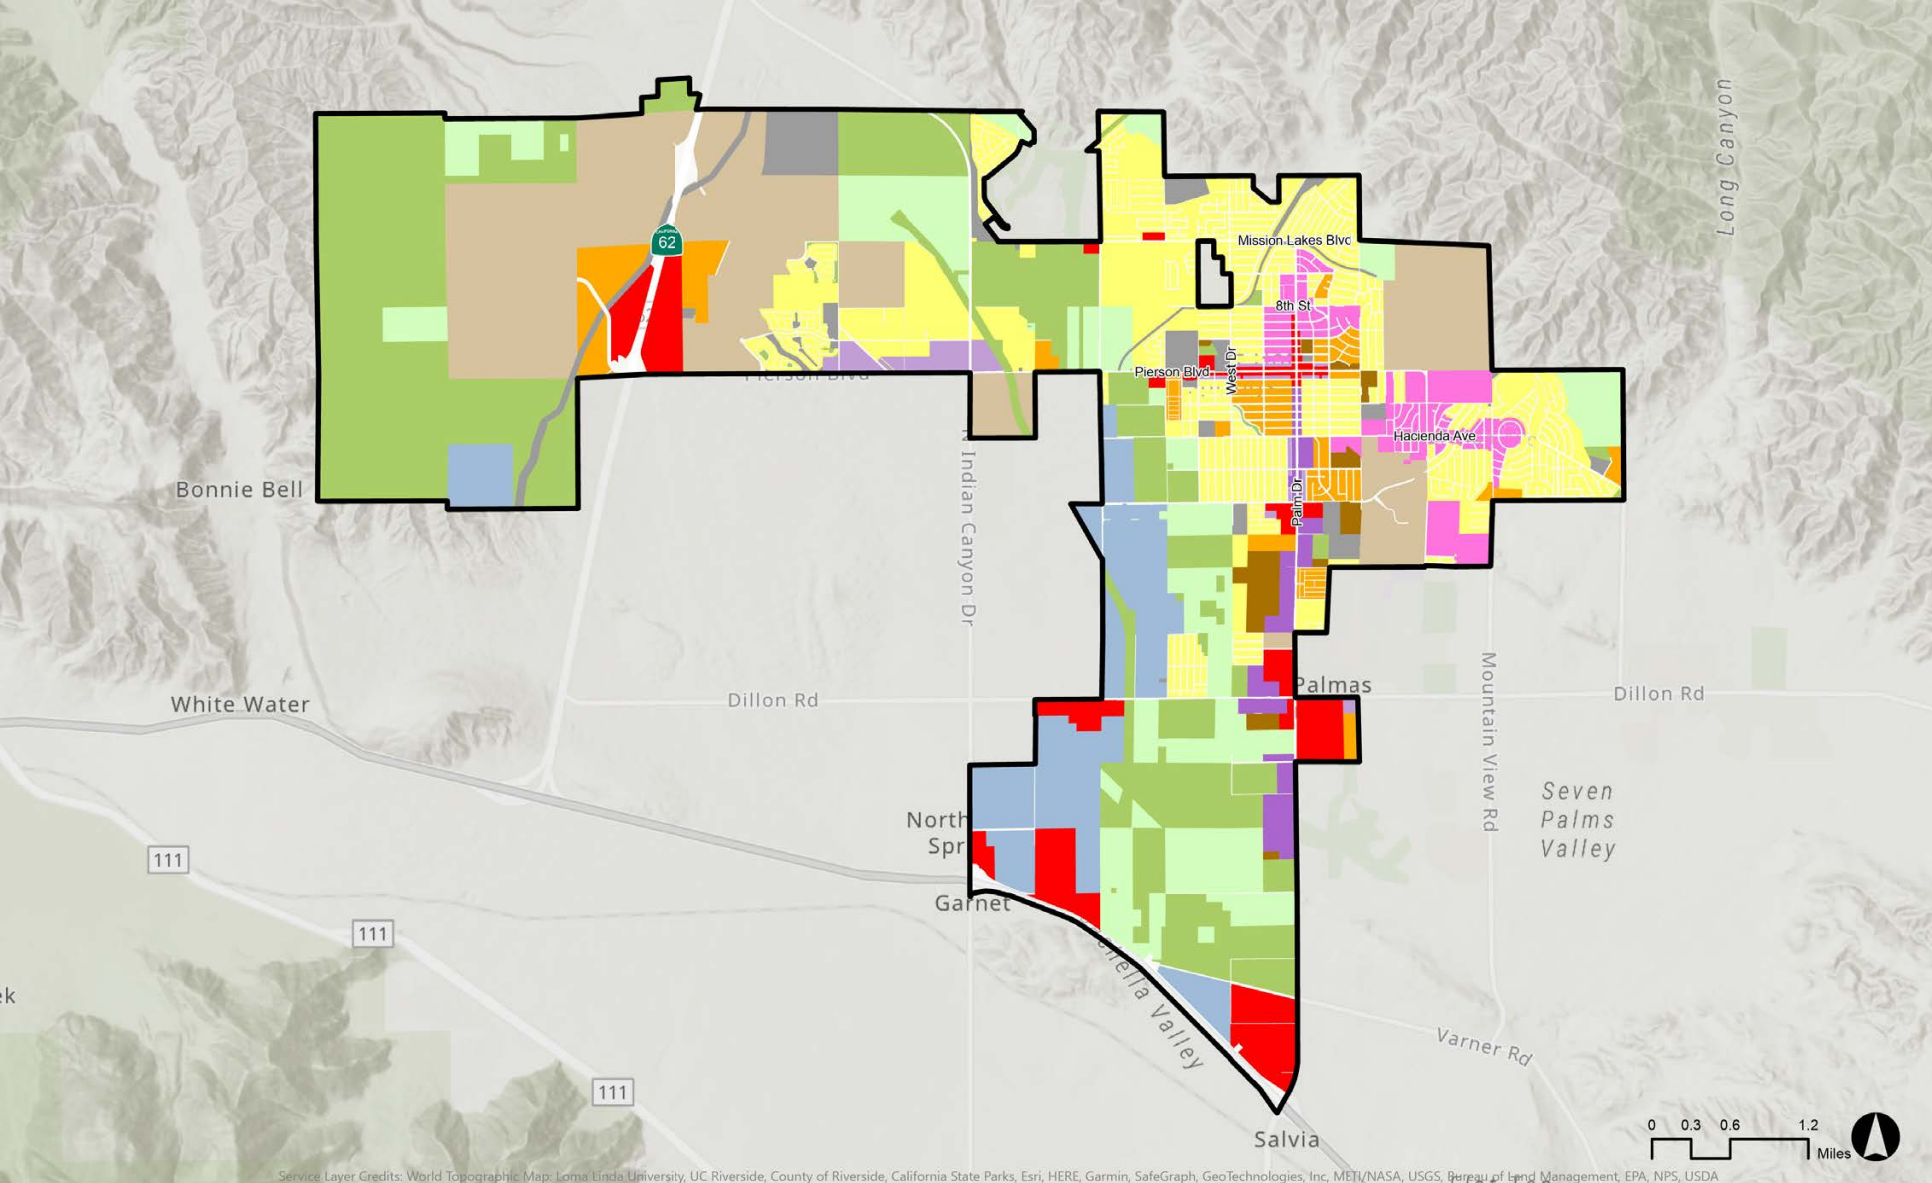 Long Canyon
CALIFORNIA
62
Mission Lakes Blvd
8th St
West Dr
Pierson Blvd
Pierson Blvd
Hacienda Ave
Bonnie Bell
Indian Canyon Dr
Palm Dr
Palmas
White Water
Dillon Rd
Dillon Rd
Mountain View Rd
Seven
Palms
Valley
North
Spr
111
Garnet
111
ek
chella Valley
Varner Rd
111
Salvia
0 0.3 0.6 1.2
Miles
Service Layer Credits: World Topographic Map: Loma Linda University, UC Riverside, County of Riverside, California State Parks, Esri, HERE, Garmin, SafeGraph, GeoTechnologies, Inc, METI/NASA, USGS, Bureau of Land Management, EPA, NPS, USDA